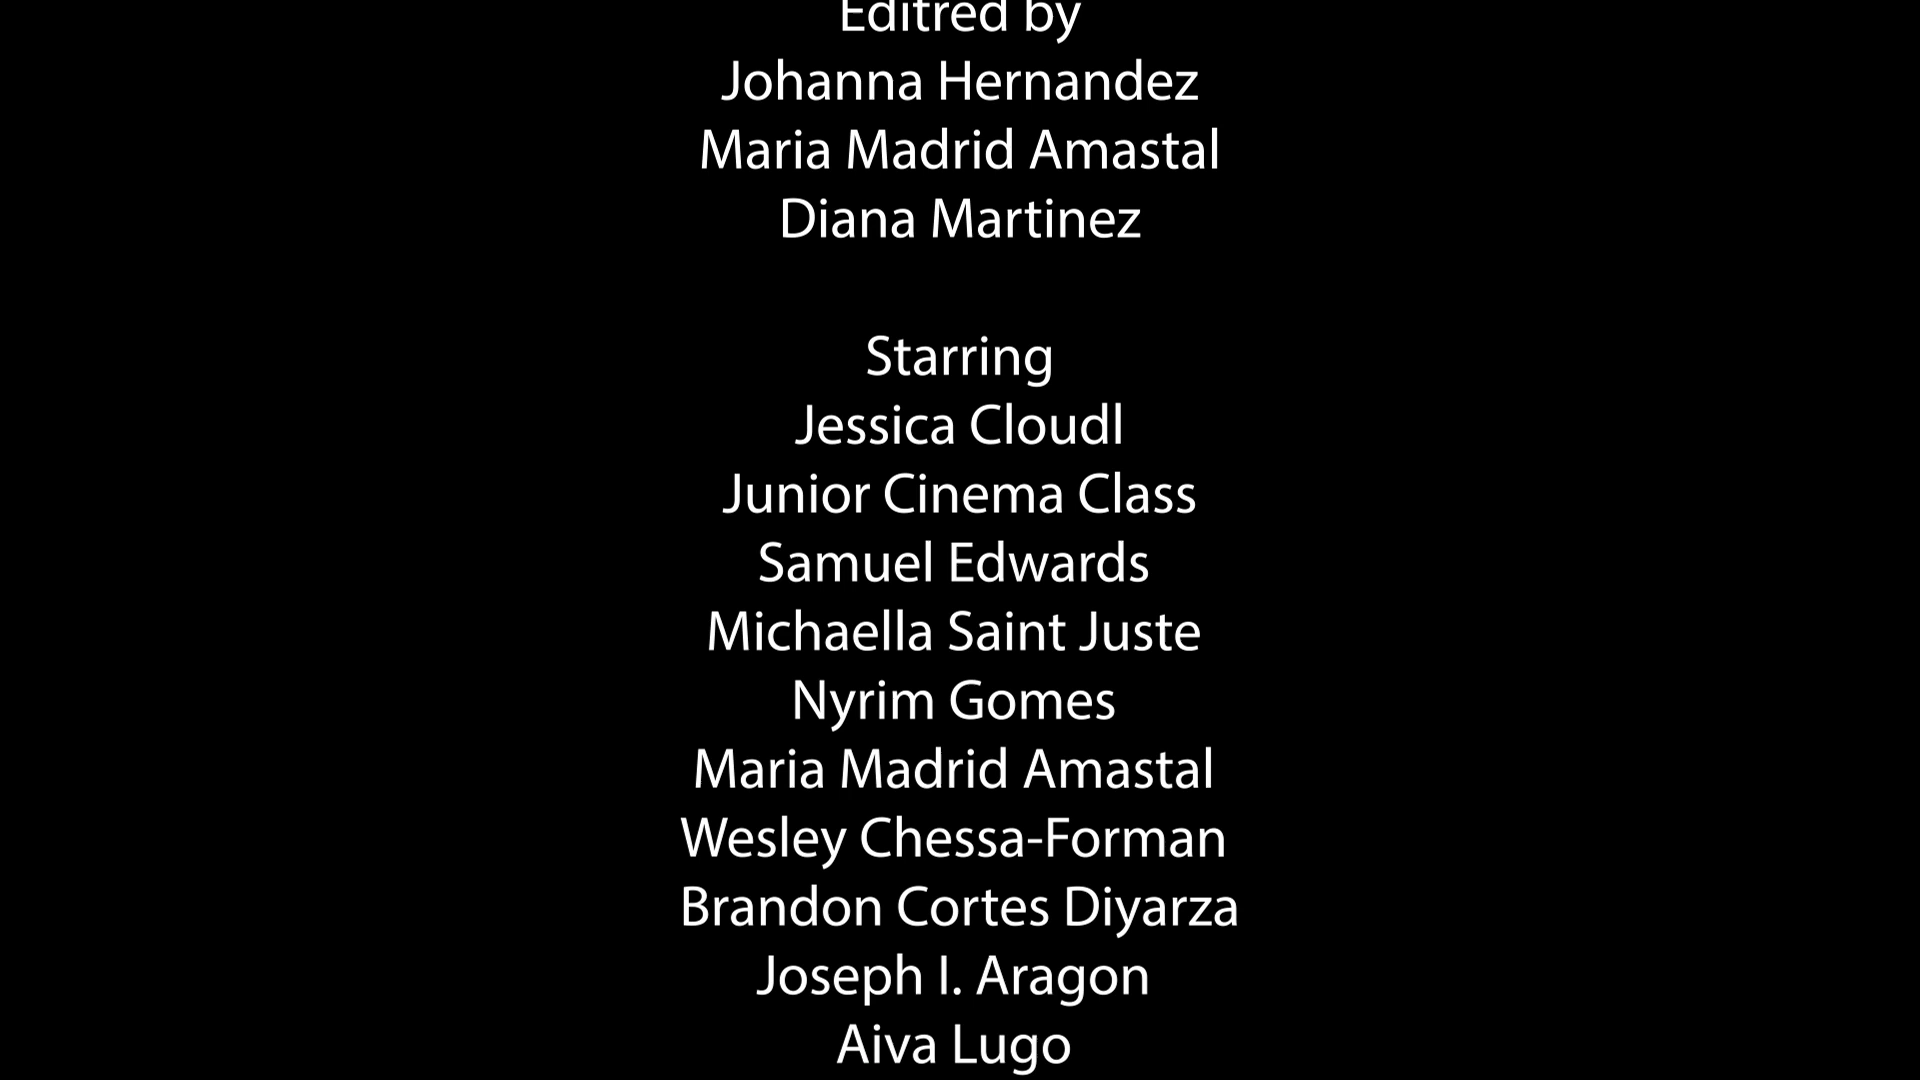 Editred by
Johanna Hernandez
Maria Madrid Amastal
Diana Martinez
Starring
Jessica Cloudl
Junior Cinema Class
Samuel Edwards
Michaella Saint Juste
Nyrim Gomes
Maria Madrid Amastal
Wesley Chessa-Forman
Brandon Cortes Diyarza
Joseph I. Aragon
Aiva Lugo